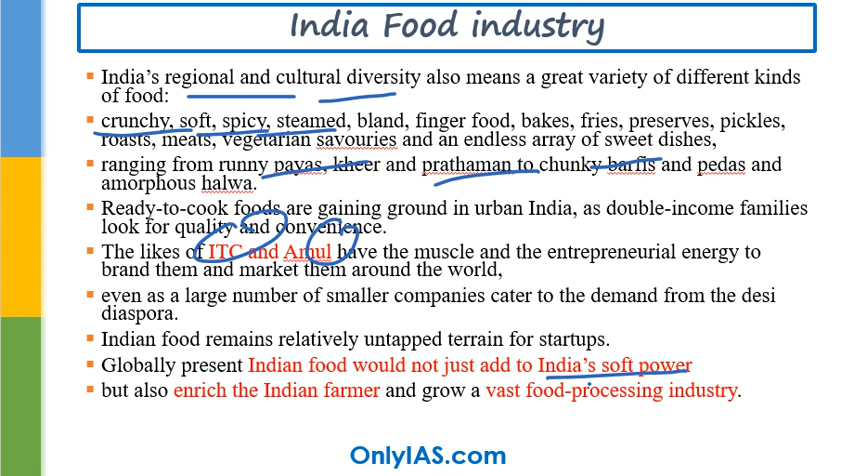 India Food industry
India's regional and cultural diversity also means a great variety of different kinds
of food:
crunchy, soft, spicy, steamed, bland, finger food, bakes, fries, preserves, pickles,
roasts, meats, vegetarian savouries and an endless array of sweet dishes,
ranging from runny payas, kheer and prathaman to chunky barfis and pedas and
amorphous halwa.
Ready-to-cook foods are gaining ground in urban India, as double-income families
look for quality and convenience.
The likes of ITC and Amul have the muscle and the entrepreneurial energy to
brand them and market them around the world,
even as a large number of smaller companies cater to the demand from the desi
diaspora.
Indian food remains relatively untapped terrain for startups.
Globally present Indian food would not just add to India's soft power
but also enrich the Indian farmer and grow a vast food-processing industry.
OnlyIAS.com